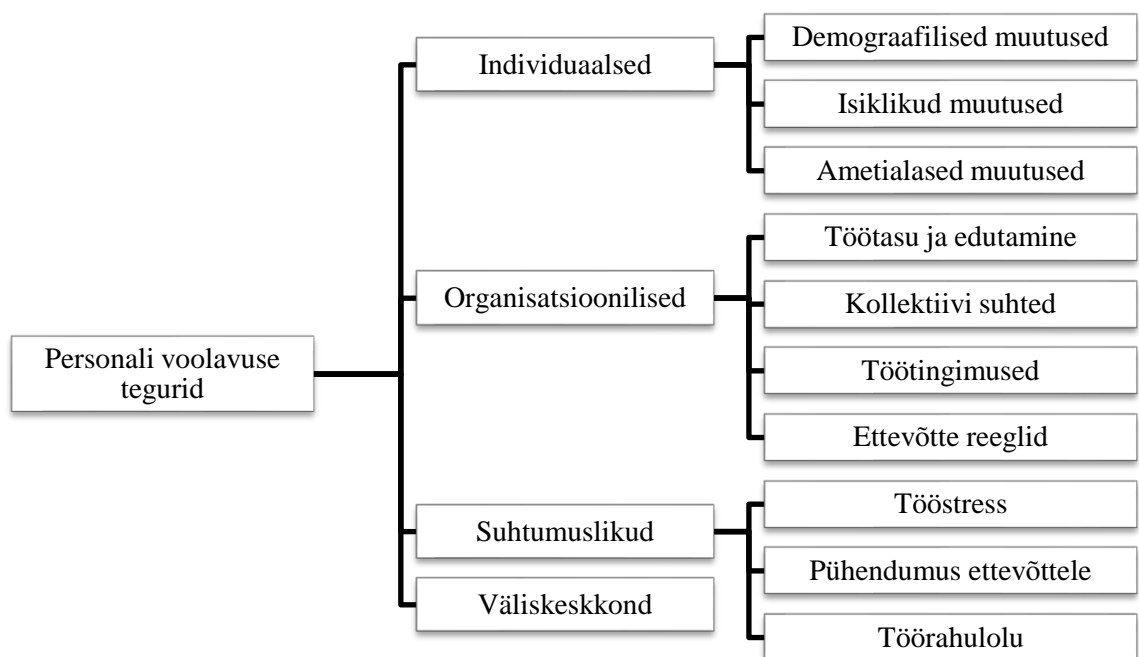 Personali voolavuse
tegurid
Individuaalsed
Demograafilised muutused
Isiklikud muutused
Ametialased muutused
Organisatsioonilised
Töötasu ja edutamine
Kollektiivi suhted
Töötingimused
Ettevõtte reeglid
Suhtumuslikud
Tööstress
Pühendumus ettevõttele
Töörahulolu
Väliskeskkond